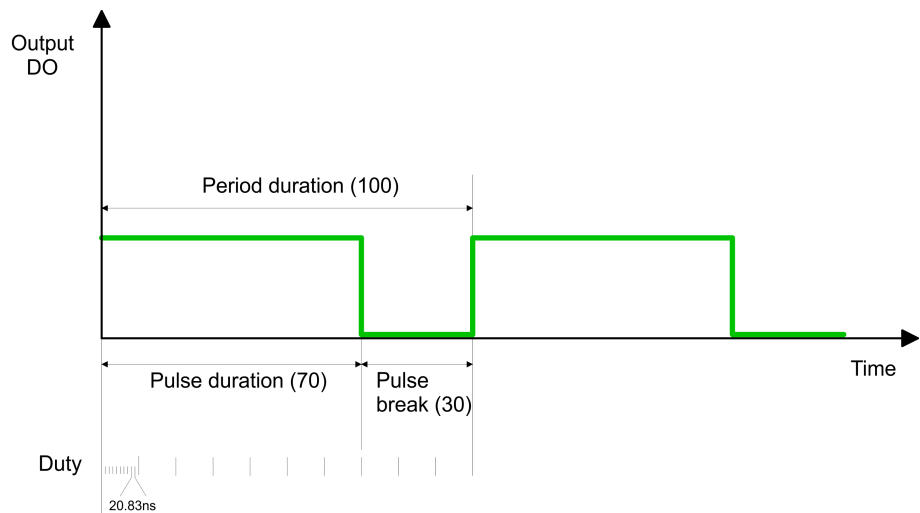 Output
DO
Period duration (100)
Pulse duration (70)
Pulse
break (30)
Time
Duty
20.83ns